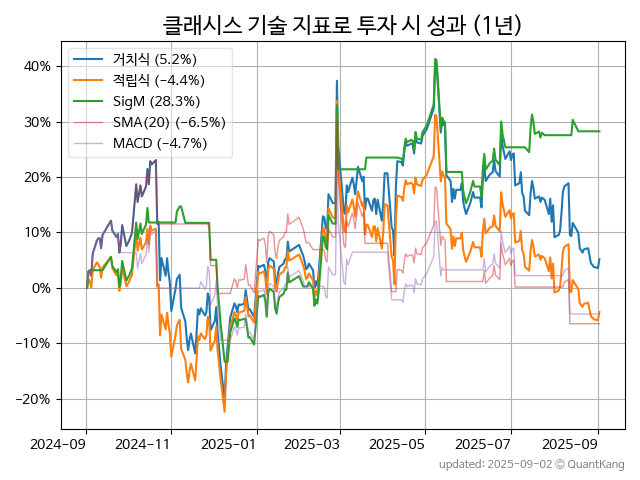 클래시스 기술 지표로 투자 시 성과 (1년)
거치식 (5.2%)
적립식 (−4.4%)
SigM (28.3%)
SMA(20) (−6.5%)
MACD (−4.7%)
40%
30%
20%
10%
0%
−10%
−20%
2024-09
2024-11
2025-01
2025-03
2025-05
2025-07
2025-09
updated: 2025-09-02 © QuantKang